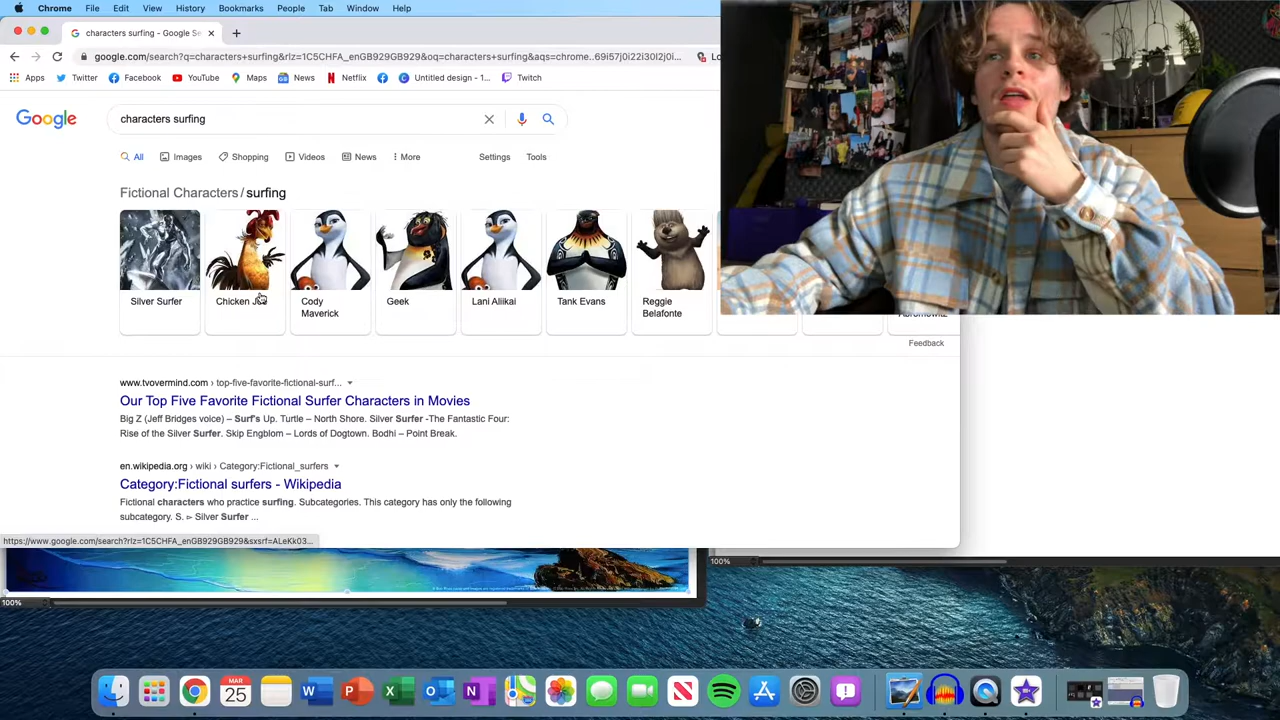 Chrome File Edit View History Bookmarks People Tab Window Help
characters surfing - Google Se
google.com/search?q=characters+surfing&rlz=1C5CHFA_enGB929GB929&oq=characters+surfing&aqs=chrome..69i57j0i22i30l2j0i...
Apps Twitter Facebook YouTube Maps News Netflix Untitled design - 1... Twitch
Google characters surfing
All Images Shopping Videos News More Settings Tools
Fictional Characters / surfing
Silver Surfer Chicken Joe Cody Geek Lani Aliikai Tank Evans Reggie
Maverick Belafonte
Feedback
www.tvovermind.com › top-five-favorite-fictional-surf...
Our Top Five Favorite Fictional Surfer Characters in Movies
Big Z (Jeff Bridges voice) – Surf's Up. Turtle – North Shore. Silver Surfer -The Fantastic Four:
Rise of the Silver Surfer. Skip Engblom – Lords of Dogtown. Bodhi – Point Break.
en.wikipedia.org › wiki › Category:Fictional_surfers
Category:Fictional surfers - Wikipedia
Fictional characters who practice surfing. Subcategories. This category has only the following
subcategory. S. ► Silver Surfer ...
https://www.google.com/search?rlz=1C5CHFA_enGB929GB929&sxsrf=ALeKk03...
100%
100%
MAR
25